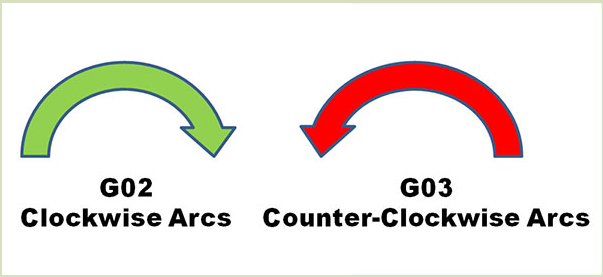 G02
Clockwise Arcs
G03
Counter-Clockwise Arcs